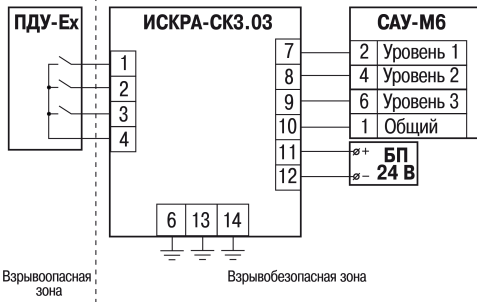 ПДУ-Ex
ИСКРА-СКЗ.03
САУ-М6
1
2
3
4
7
8
9
10
11
12
2 Уровень 1
4 Уровень 2
6 Уровень 3
1 Общий
+ БП
– 24 В
6 13 14
Взрывоопасная
зона
Взрывобезопасная зона